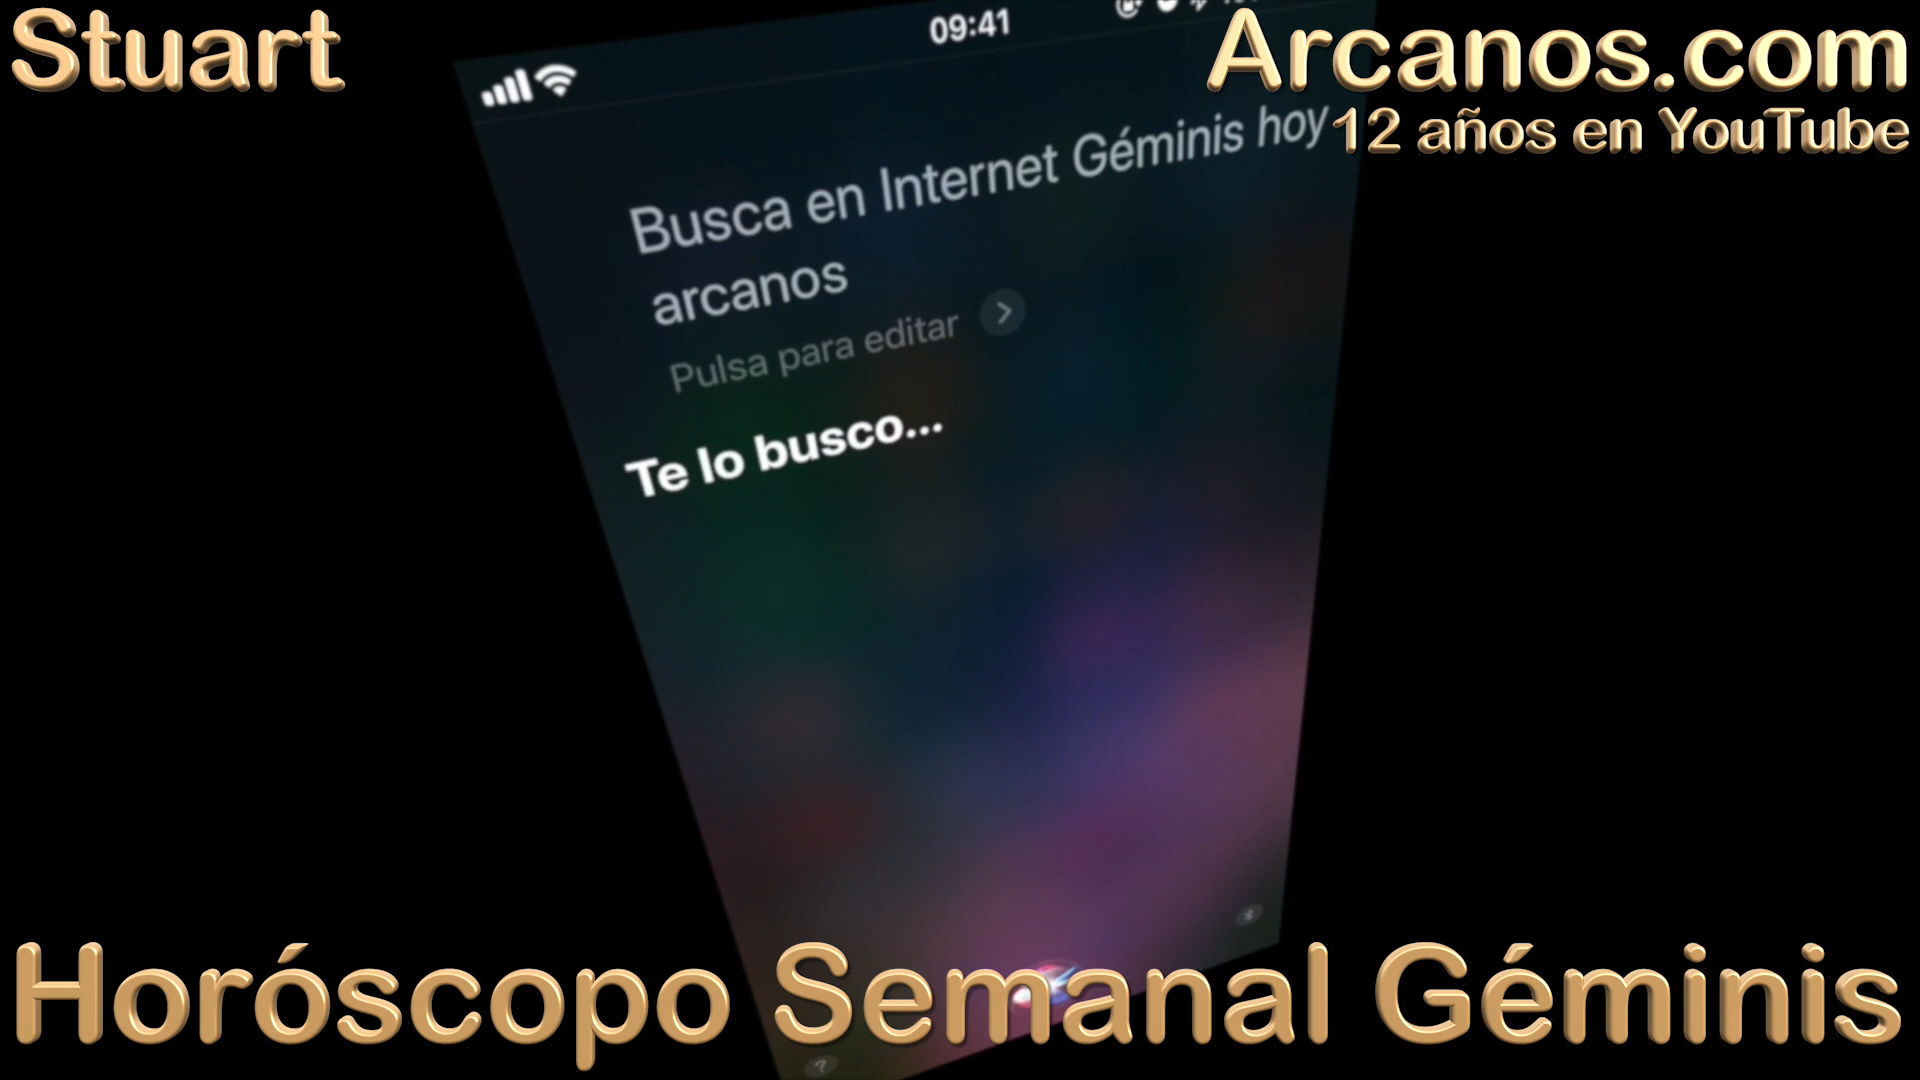 Stuart
Arcanos.com
12 años en YouTube
09:41
Busca en Internet Géminis hoy
arcanos
Pulsa para editar
Te lo busco...
?
Horóscopo Semanal Géminis